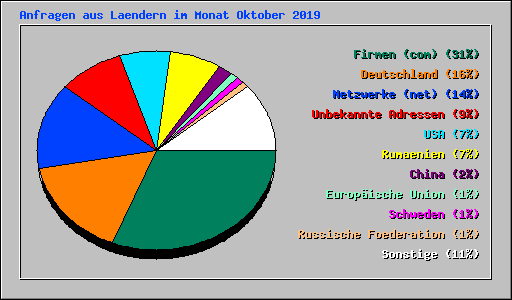 Anfragen aus Laendern im Monat Oktober 2019
Firmen (com) (31%)
Deutschland (16%)
Netzwerke (net) (14%)
Unbekannte Adressen (9%)
USA (7%)
Rumaenien (7%)
China (2%)
Europäische Union (1%)
Schweden (1%)
Russische Foederation (1%)
Sonstige (11%)